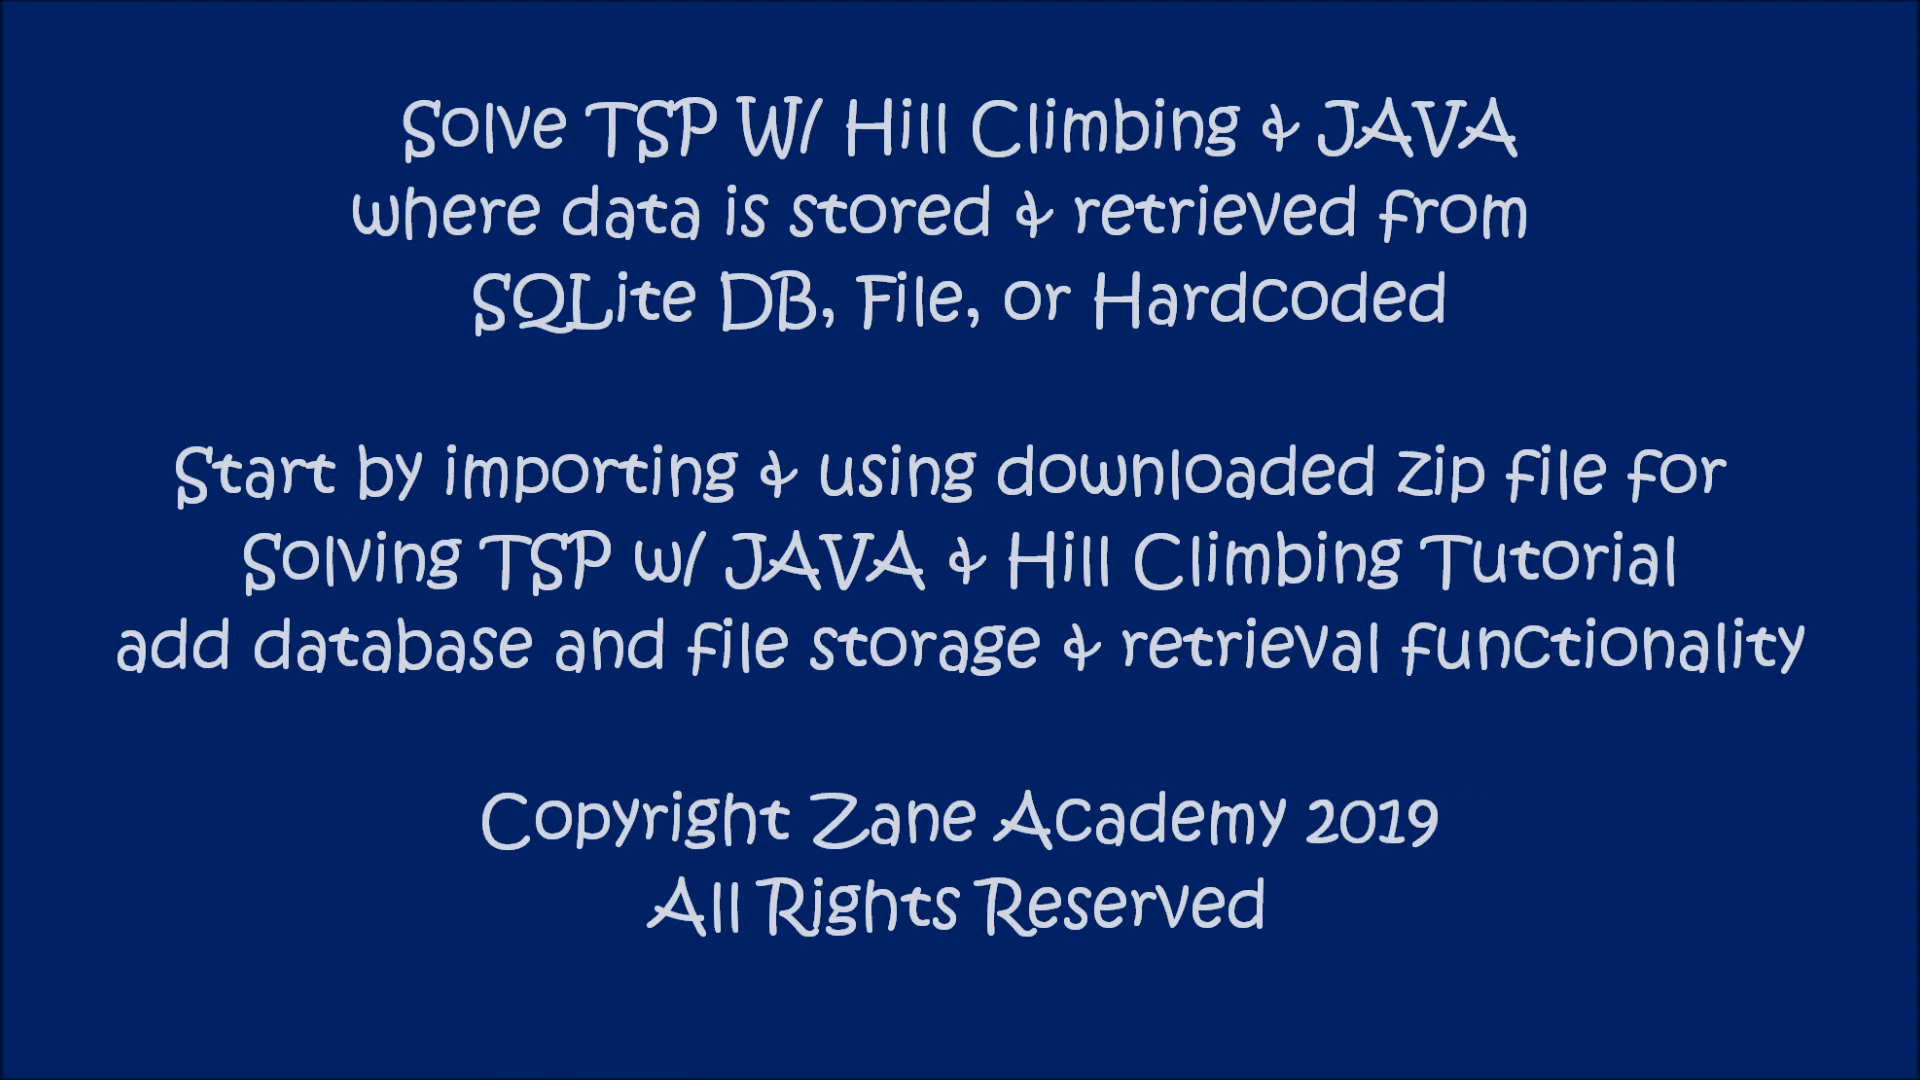 Solve TSP W/ Hill Climbing & JAVA
where data is stored & retrieved from
SQLite DB, File, or Hardcoded
Start by importing & using downloaded zip file for
Solving TSP w/ JAVA & Hill Climbing Tutorial
add database and file storage & retrieval functionality
Copyright Zane Academy 2019
All Rights Reserved